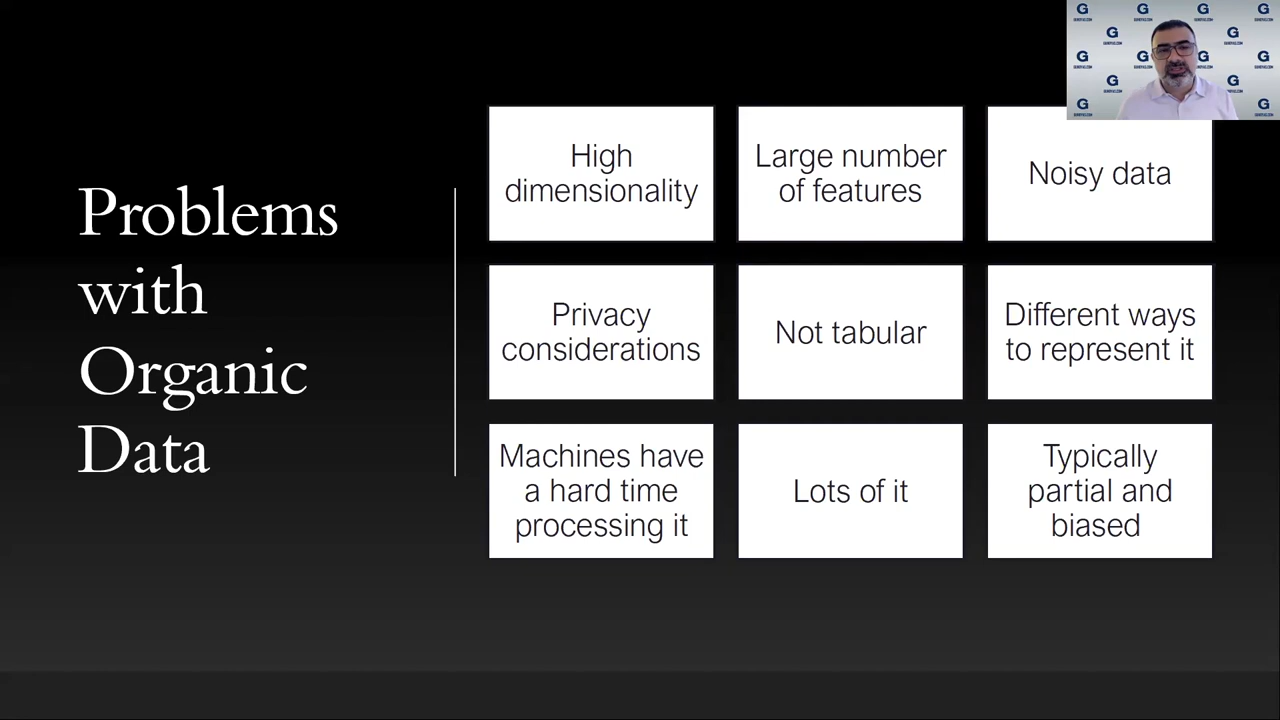 Problems
with
Organic
Data
High
dimensionality
Large number
of features
Noisy data
Privacy
considerations
Not tabular
Different ways
to represent it
Machines have
a hard time
processing it
Lots of it
Typically
partial and
biased
G
G
G
G
G
G
G
G
G
G
G
G